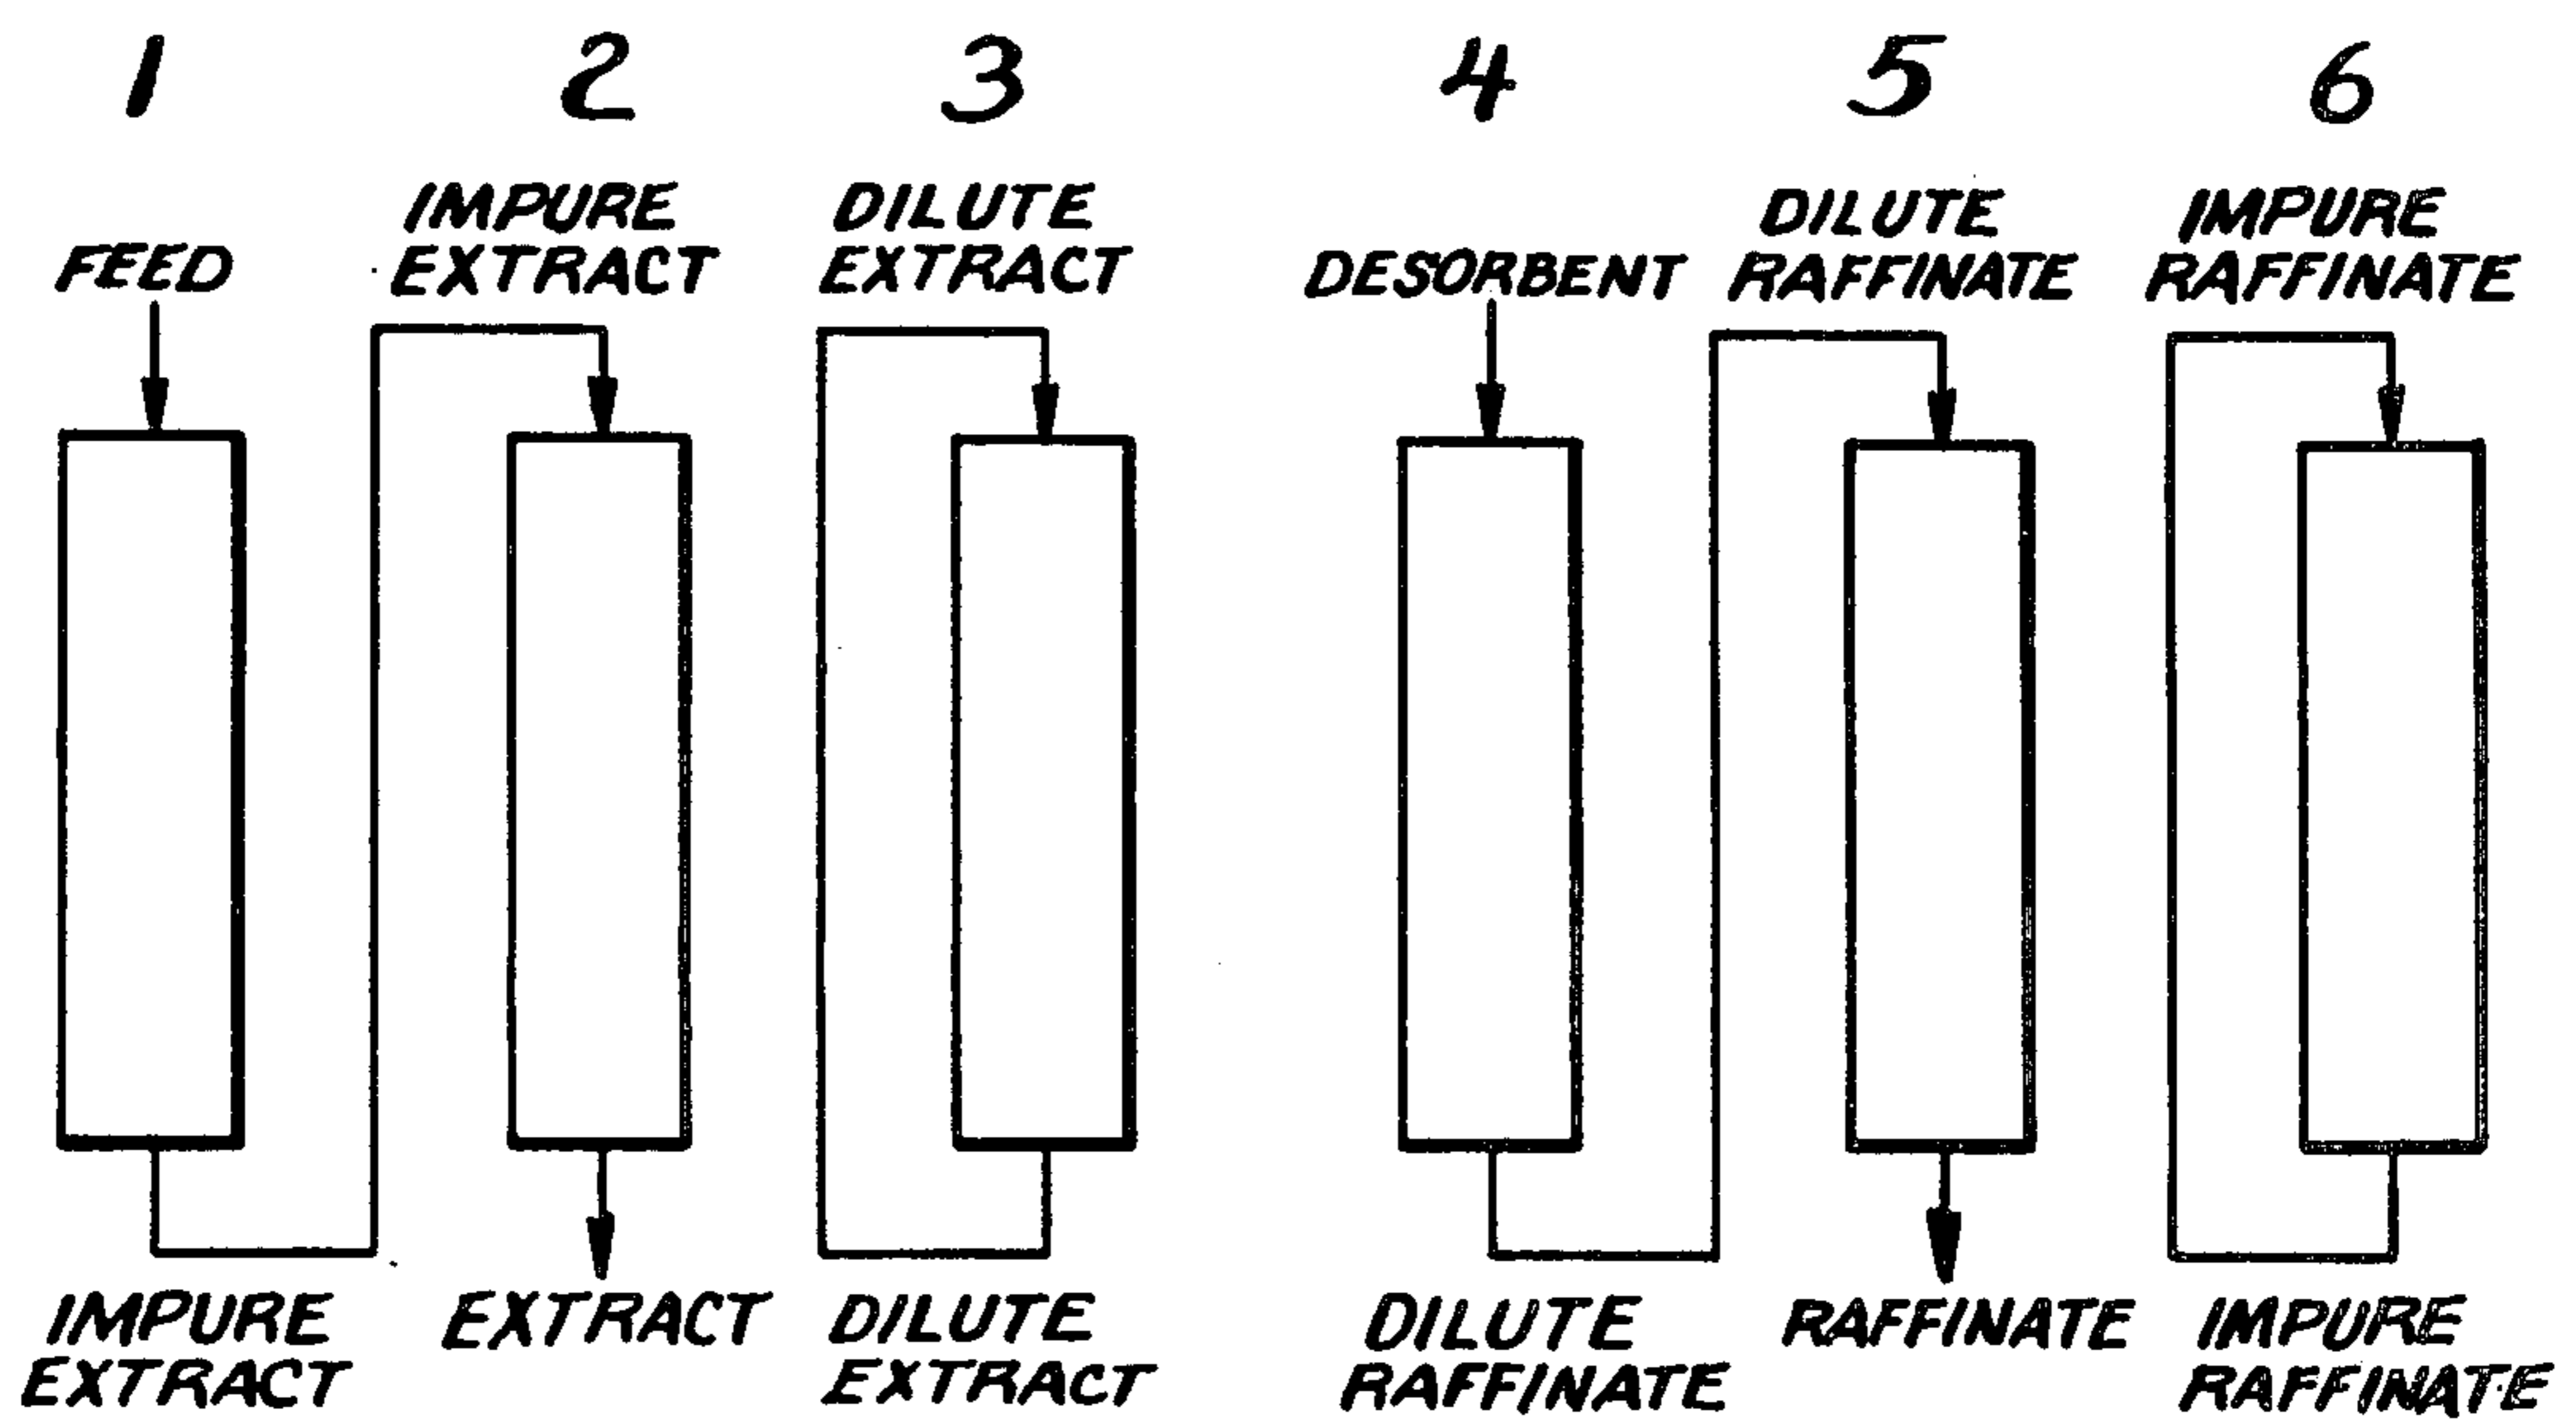 1 2 3 4 5 6
FEED
IMPURE
EXTRACT
DILUTE
EXTRACT
DESORBENT
DILUTE
RAFFINATE
IMPURE
RAFFINATE
IMPURE
EXTRACT
EXTRACT
DILUTE
EXTRACT
DILUTE
RAFFINATE
RAFFINATE
IMPURE
RAFFINATE